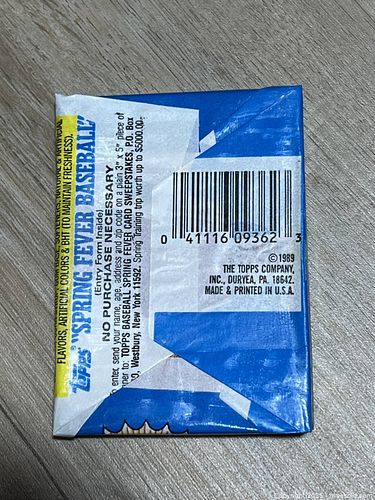 FLAVORS, ARTIFICIAL COLORS & BHT (TO MAINTAIN FRESHNESS).
TOPPS "SPRING FEVER BASEBALL"
(Entry Form Inside)
NO PURCHASE NECESSARY
enter, send your name, age, address and zip code on a plain 3" x 5" piece of
per to: TOPPS BASEBALL SPRING FEVER CARD SWEEPSTAKES, P.O. Box
0, Westbury, New York 11592. Spring Training trip worth up to $5000.00.
0 41116 09362 3
©1989
THE TOPPS COMPANY,
INC., DURYEA, PA. 18642.
MADE & PRINTED IN U.S.A.